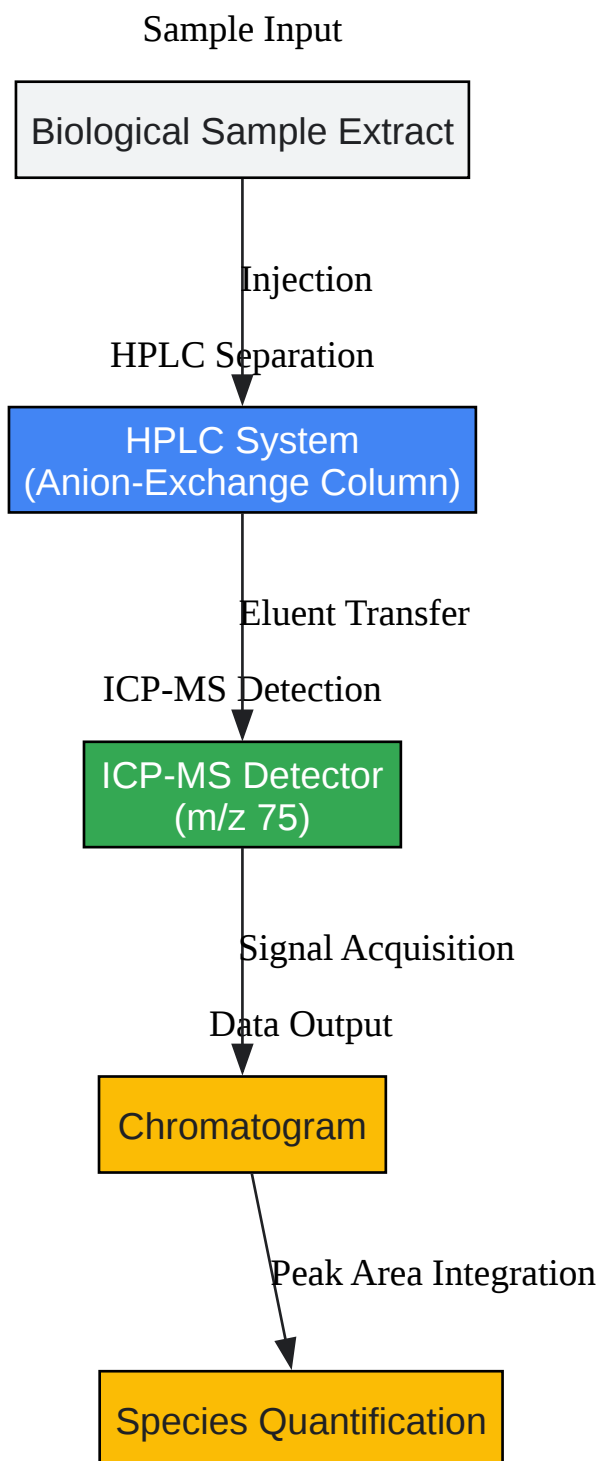 Sample Input
Biological Sample Extract
Injection
HPLC Separation
HPLC System
(Anion-Exchange Column)
Eluent Transfer
ICP-MS Detection
ICP-MS Detector
(m/z 75)
Signal Acquisition
Data Output
Chromatogram
Peak Area Integration
Species Quantification